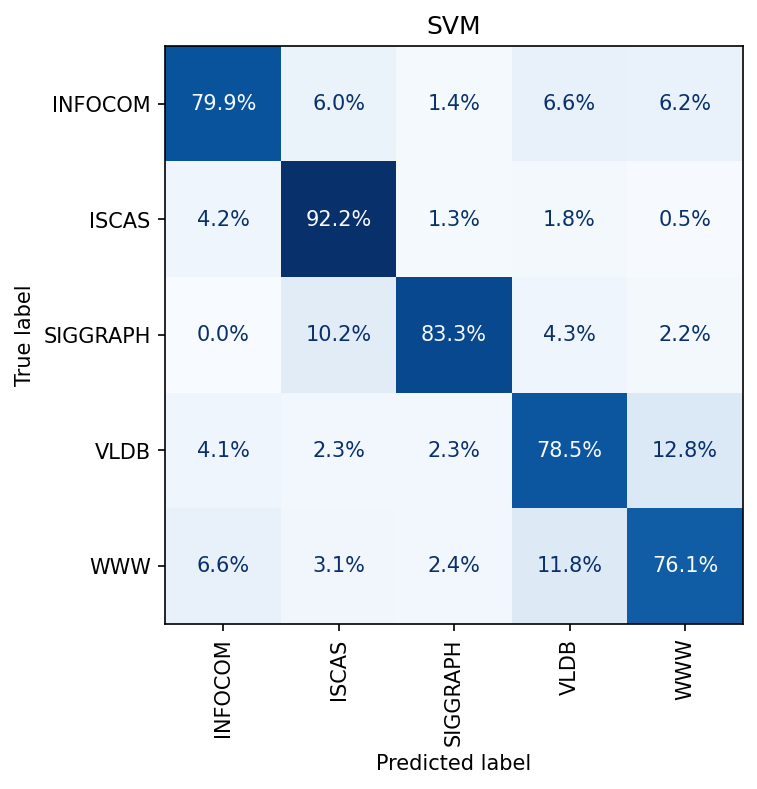 SVM
INFOCOM 79.9% 6.0% 1.4% 6.6% 6.2%
ISCAS 4.2% 92.2% 1.3% 1.8% 0.5%
SIGGRAPH 0.0% 10.2% 83.3% 4.3% 2.2%
VLDB 4.1% 2.3% 2.3% 78.5% 12.8%
WWW 6.6% 3.1% 2.4% 11.8% 76.1%
True label
INFOCOM ISCAS SIGGRAPH VLDB WWW
Predicted label